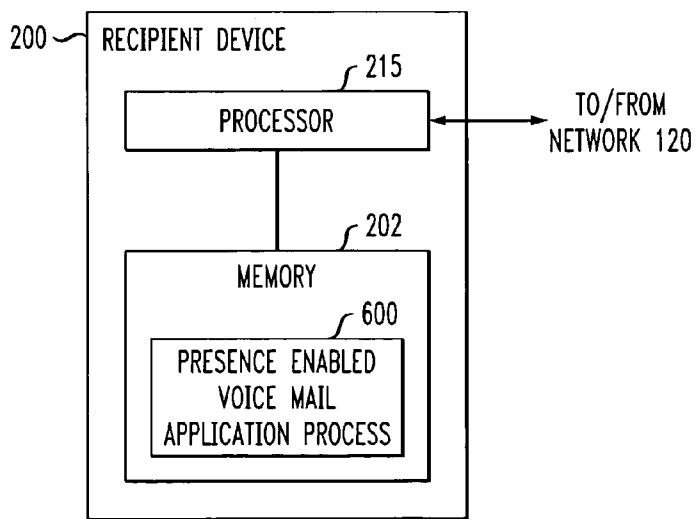 200
RECIPIENT DEVICE
215
PROCESSOR
TO/FROM
NETWORK 120
202
MEMORY
600
PRESENCE ENABLED
VOICE MAIL
APPLICATION PROCESS